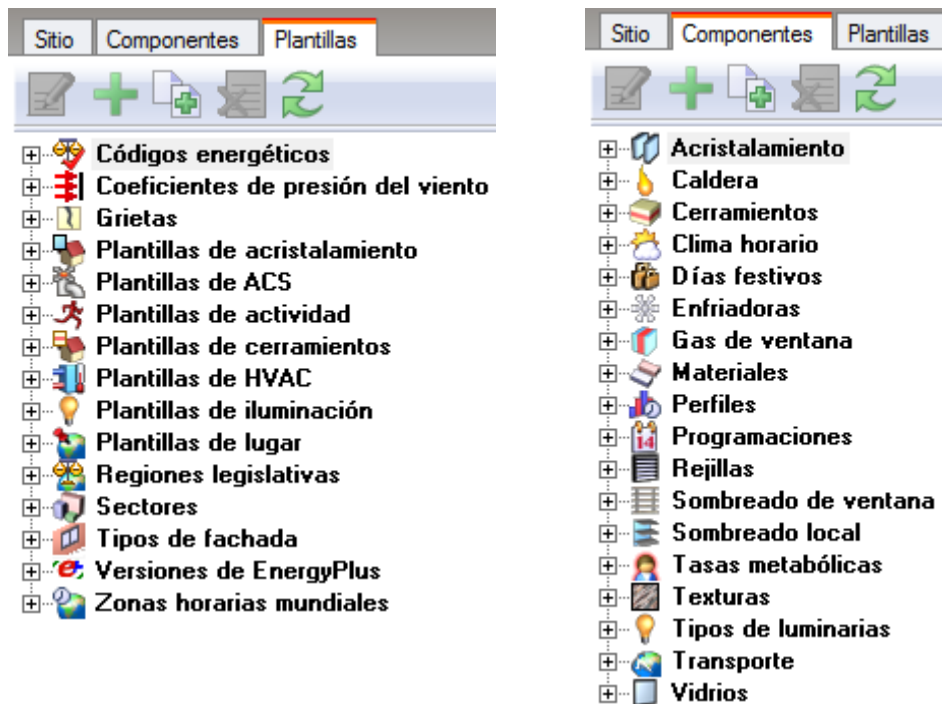 Sitio Componentes Plantillas
Códigos energéticos
Coeficientes de presión del viento
Grietas
Plantillas de acristalamiento
Plantillas de ACS
Plantillas de actividad
Plantillas de cerramientos
Plantillas de HVAC
Plantillas de iluminación
Plantillas de lugar
Regiones legislativas
Sectores
Tipos de fachada
Versiones de EnergyPlus
Zonas horarias mundiales
Sitio Componentes Plantillas
Acristalamiento
Caldera
Cerramientos
Clima horario
Días festivos
Enfriadoras
Gas de ventana
Materiales
Perfiles
14
Programaciones
Rejillas
Sombreado de ventana
Sombreado local
Tasas metabólicas
Texturas
Tipos de luminarias
Transporte
Vidrios